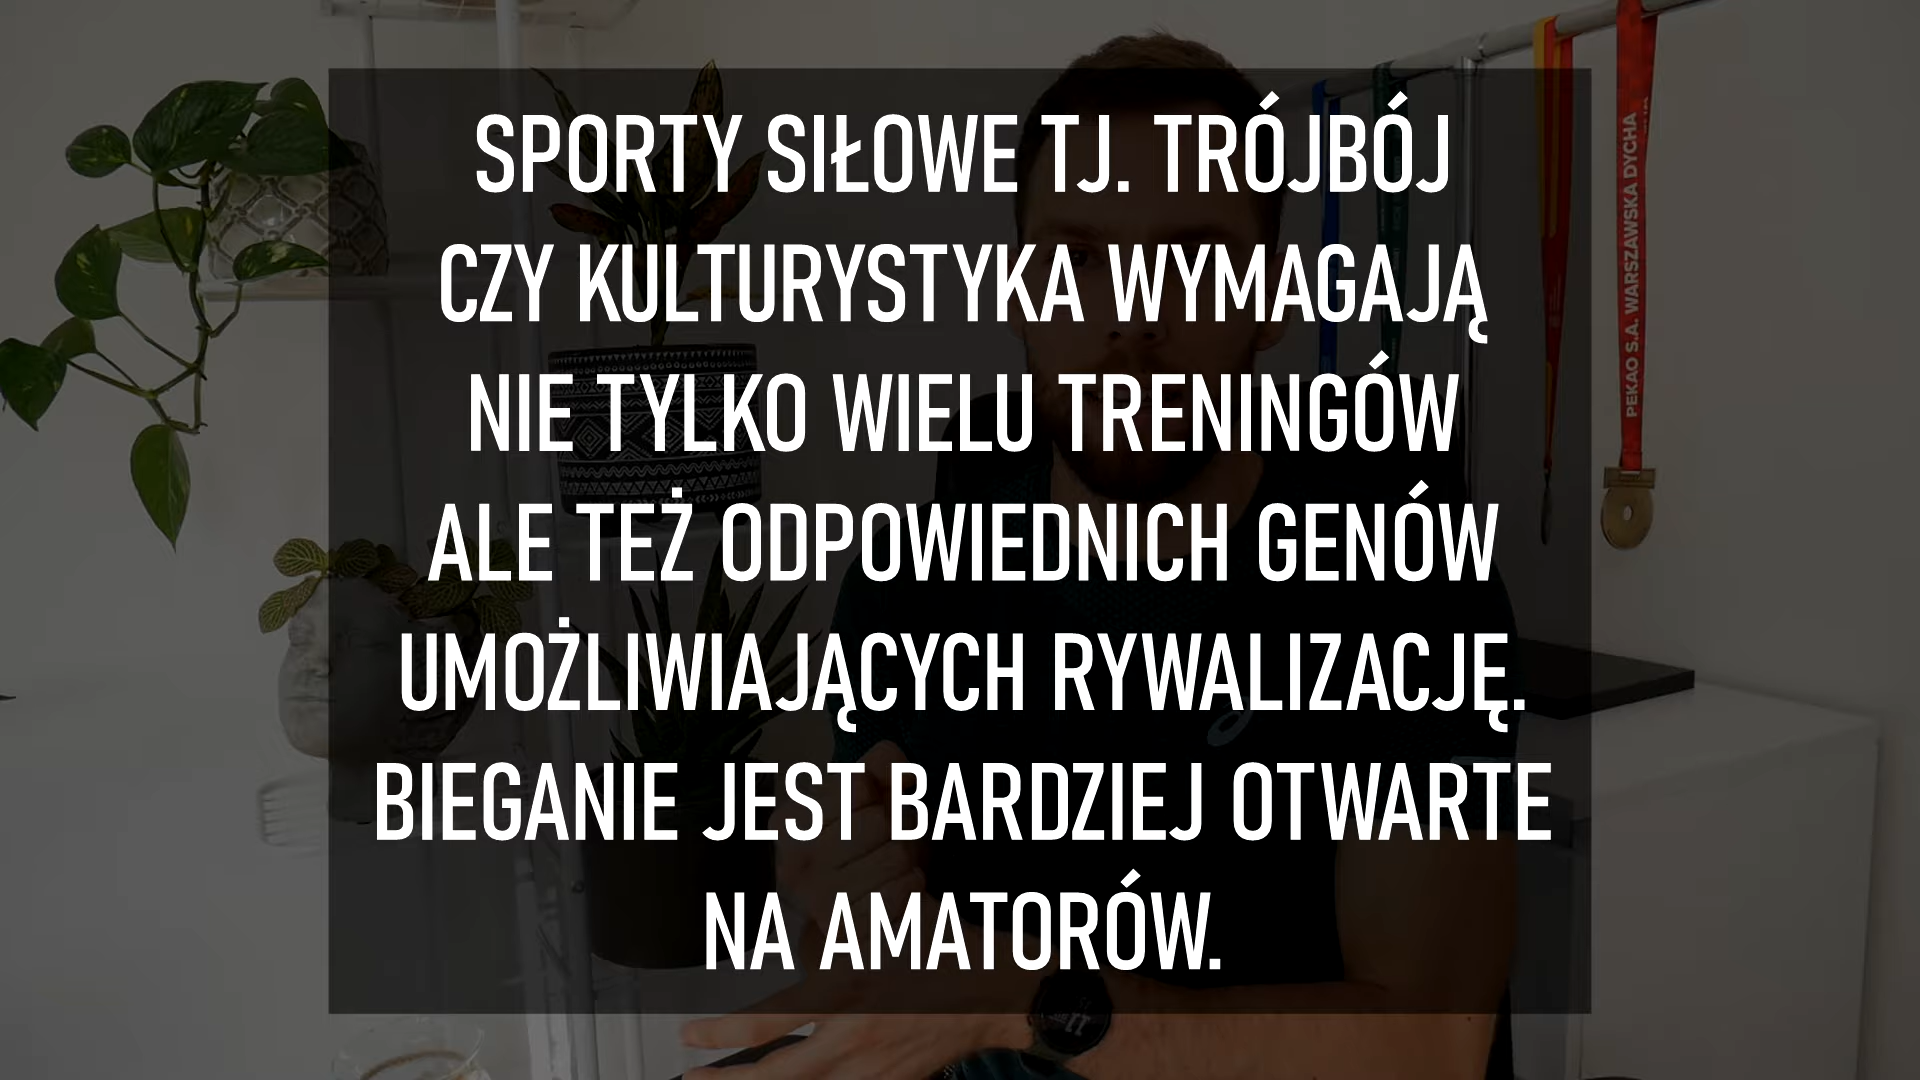 SPORTY SIŁOWE TJ. TRÓJBÓJ
CZY KULTURYSTYKA WYMAGAJĄ
NIE TYLKO WIELU TRENINGÓW
ALE TEŻ ODPOWIEDNICH GENÓW
UMOŻLIWIAJĄCYCH RYWALIZACJĘ.
BIEGANIE JEST BARDZIEJ OTWARTE
NA AMATORÓW.
PEKAO S.A. WARSZAWSKA DYCHA